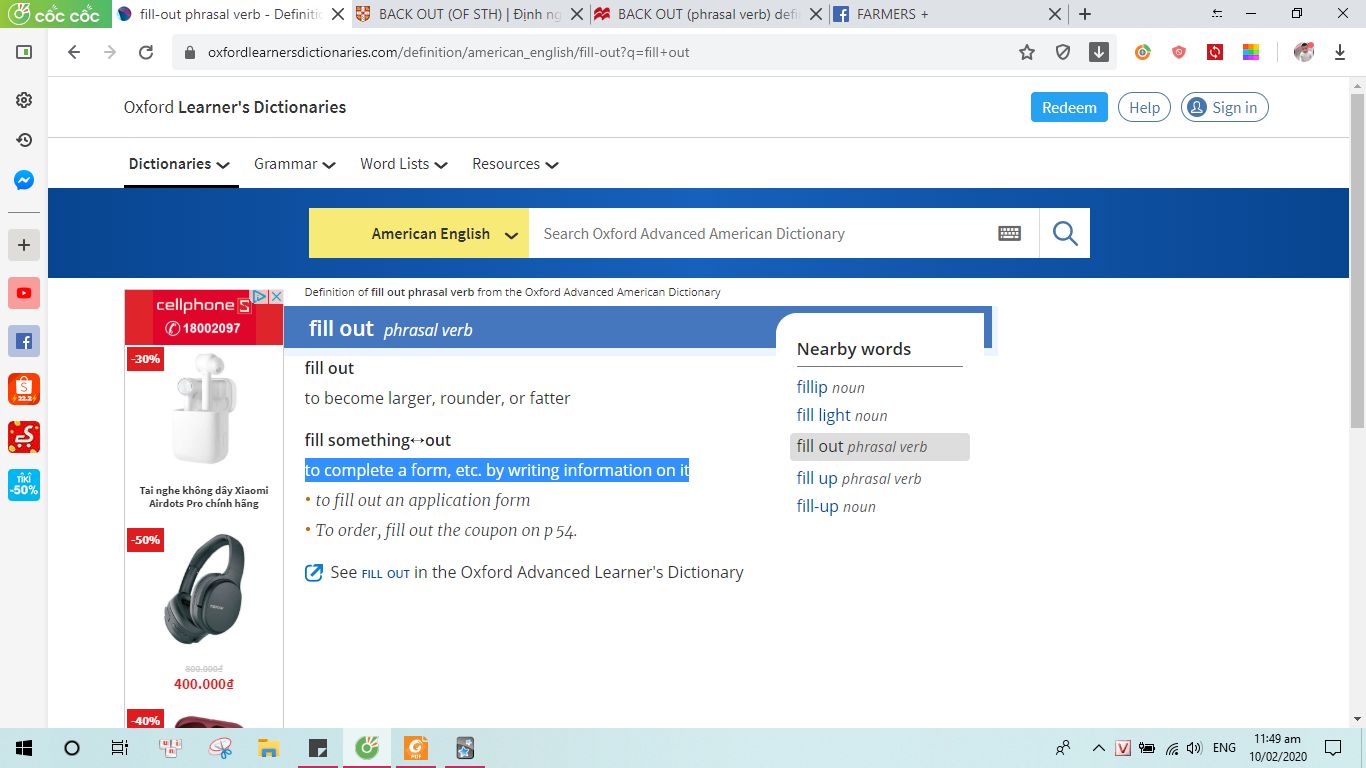 cốc cốc
fill-out phrasal verb - Definitio
BACK OUT (OF STH) | Định ng
BACK OUT (phrasal verb) defi
FARMERS +
oxfordlearnersdictionaries.com/definition/american_english/fill-out?q=fill+out
Oxford Learner's Dictionaries
Redeem
Help
Sign in
Dictionaries
Grammar
Word Lists
Resources
American English
Search Oxford Advanced American Dictionary
cellphoneS
18002097
-30%
Tai nghe không dây Xiaomi
Airdots Pro chính hãng
-50%
800.000₫
400.000₫
-40%
22.2
TIKI
-50%
Definition of fill out phrasal verb from the Oxford Advanced American Dictionary
fill out phrasal verb
fill out
to become larger, rounder, or fatter
fill something↔out
to complete a form, etc. by writing information on it
• to fill out an application form
• To order, fill out the coupon on p 54.
See FILL OUT in the Oxford Advanced Learner's Dictionary
Nearby words
fillip noun
fill light noun
fill out phrasal verb
fill up phrasal verb
fill-up noun
PDF
V
ENG
11:49 am
10/02/2020